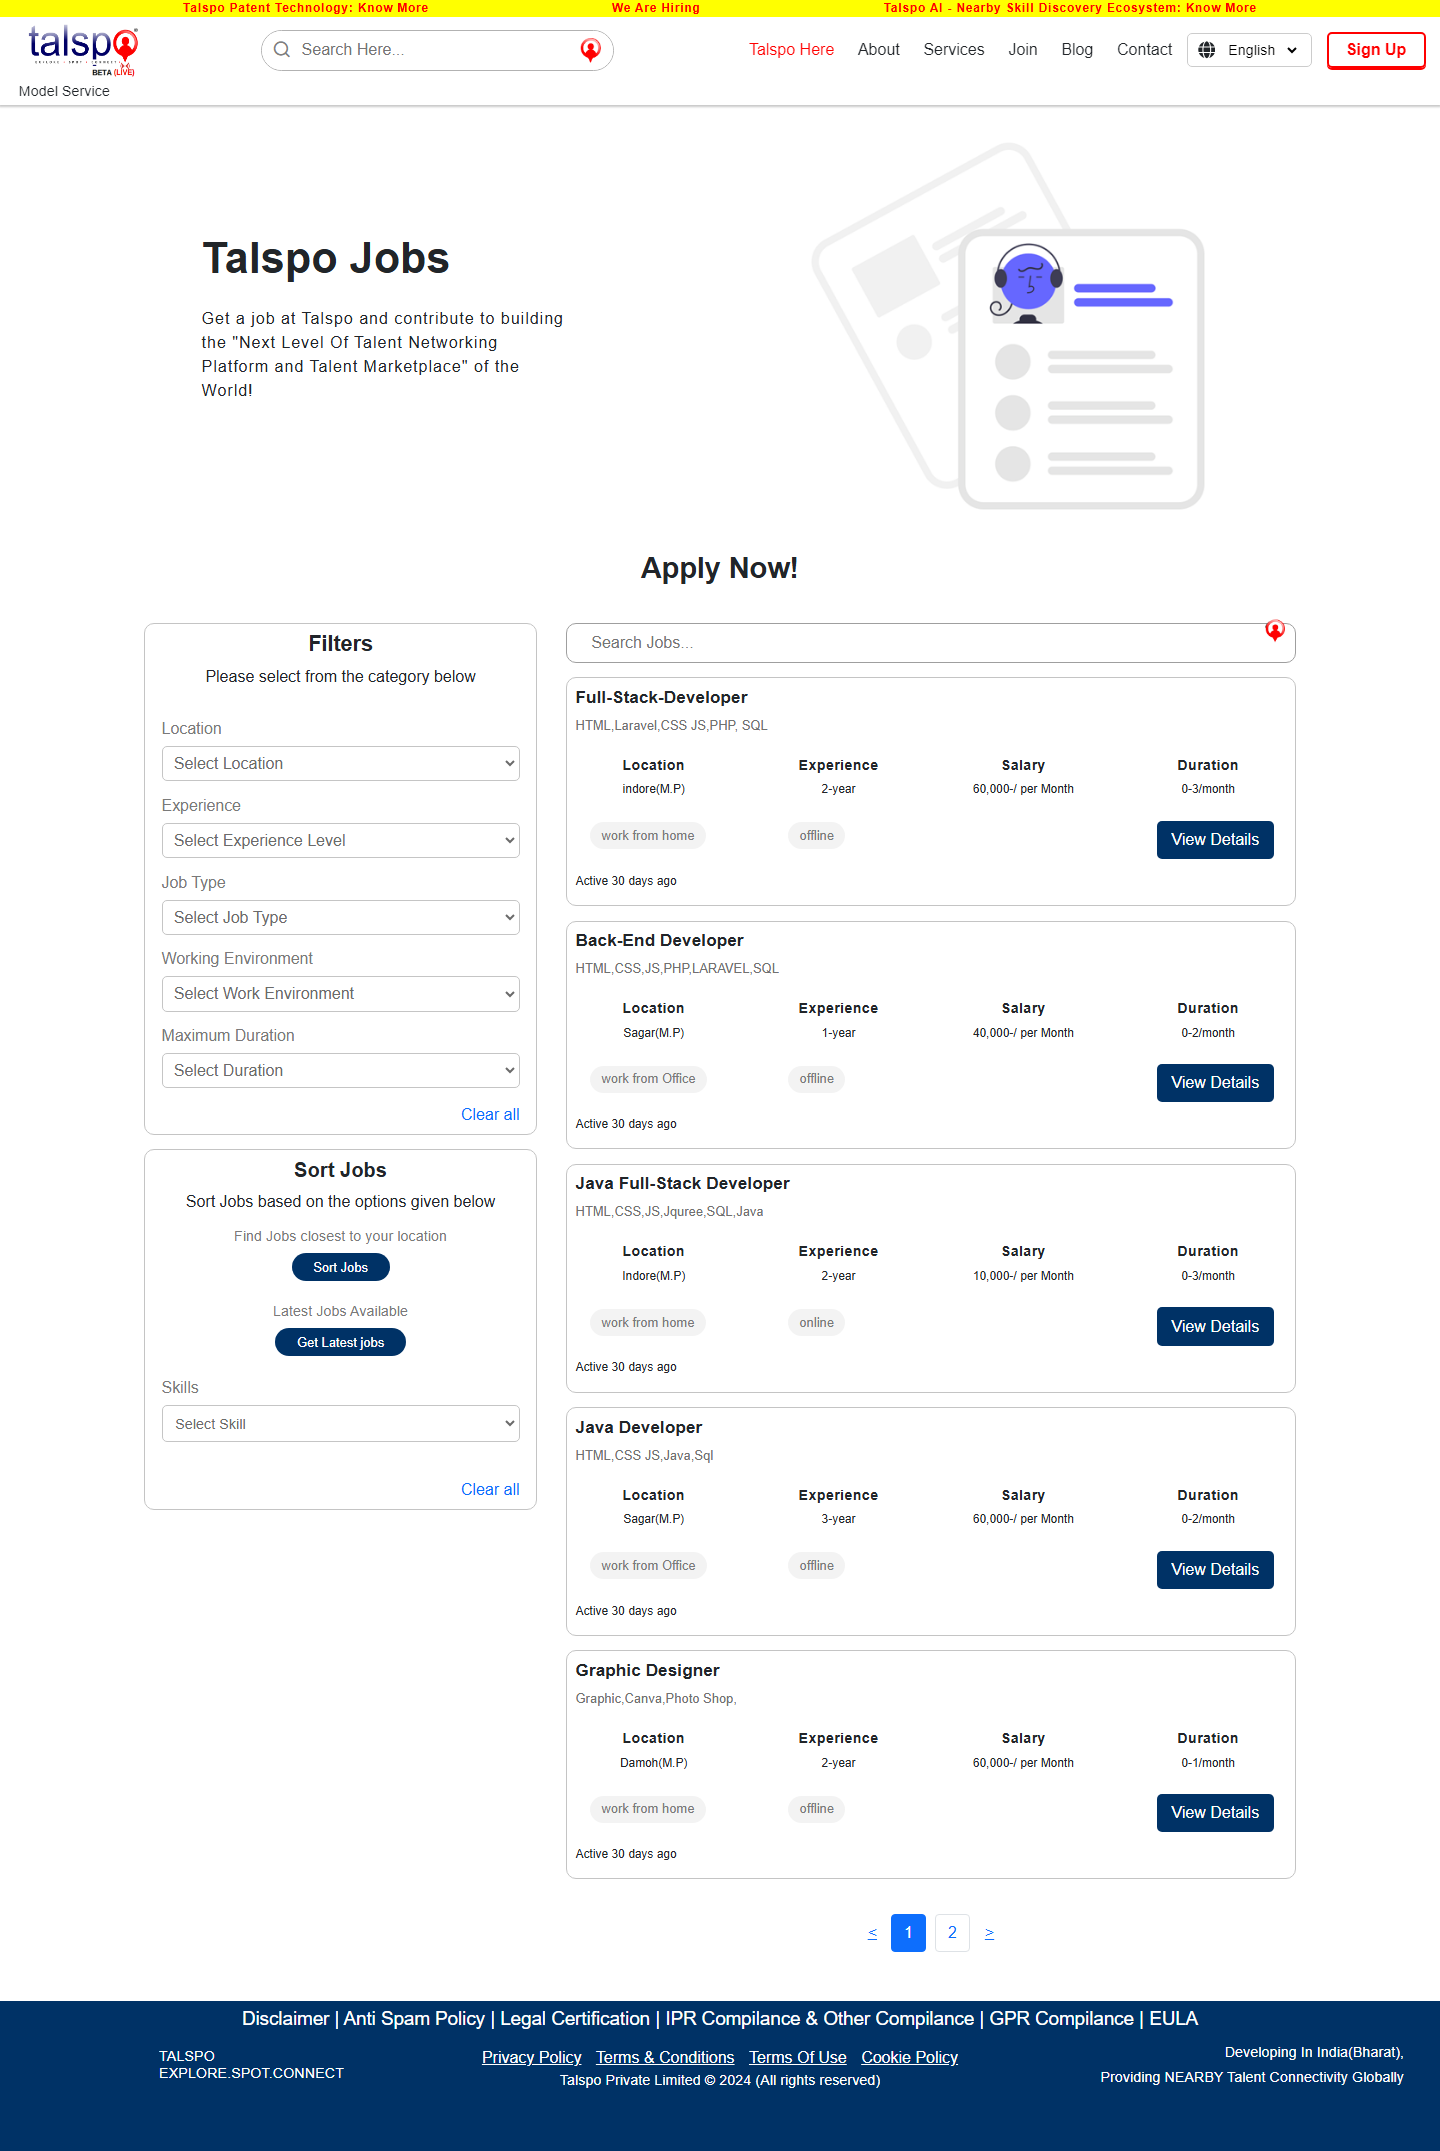 Talspo Patent Technology: Know More
We Are Hiring
Talspo AI - Nearby Skill Discovery Ecosystem: Know More
talspo
BETA (LIVE)
Search Here...
Talspo Here
About
Services
Join
Blog
Contact
English
Sign Up
Model Service
Talspo Jobs
Get a job at Talspo and contribute to building
the "Next Level Of Talent Networking
Platform and Talent Marketplace" of the
World!
Apply Now!
Filters
Please select from the category below
Location
Select Location
Experience
Select Experience Level
Job Type
Select Job Type
Working Environment
Select Work Environment
Maximum Duration
Select Duration
Clear all
Sort Jobs
Sort Jobs based on the options given below
Find Jobs closest to your location
Sort Jobs
Latest Jobs Available
Get Latest jobs
Skills
Select Skill
Clear all
Search Jobs...
Full-Stack-Developer
HTML,Laravel,CSS JS,PHP, SQL
Location Experience Salary Duration
indore(M.P) 2-year 60,000-/ per Month 0-3/month
work from home offline View Details
Active 30 days ago
Back-End Developer
HTML,CSS,JS,PHP,LARAVEL,SQL
Location Experience Salary Duration
Sagar(M.P) 1-year 40,000-/ per Month 0-2/month
work from Office offline View Details
Active 30 days ago
Java Full-Stack Developer
HTML,CSS,JS,Jquree,SQL,Java
Location Experience Salary Duration
Indore(M.P) 2-year 10,000-/ per Month 0-3/month
work from home online View Details
Active 30 days ago
Java Developer
HTML,CSS JS,Java,Sql
Location Experience Salary Duration
Sagar(M.P) 3-year 60,000-/ per Month 0-2/month
work from Office offline View Details
Active 30 days ago
Graphic Designer
Graphic,Canva,Photo Shop,
Location Experience Salary Duration
Damoh(M.P) 2-year 60,000-/ per Month 0-1/month
work from home offline View Details
Active 30 days ago
< 1 2 >
Disclaimer | Anti Spam Policy | Legal Certification | IPR Compilance & Other Compilance | GPR Compilance | EULA
TALSPO
EXPLORE.SPOT.CONNECT
Privacy Policy Terms & Conditions Terms Of Use Cookie Policy
Talspo Private Limited © 2024 (All rights reserved)
Developing In India(Bharat),
Providing NEARBY Talent Connectivity Globally